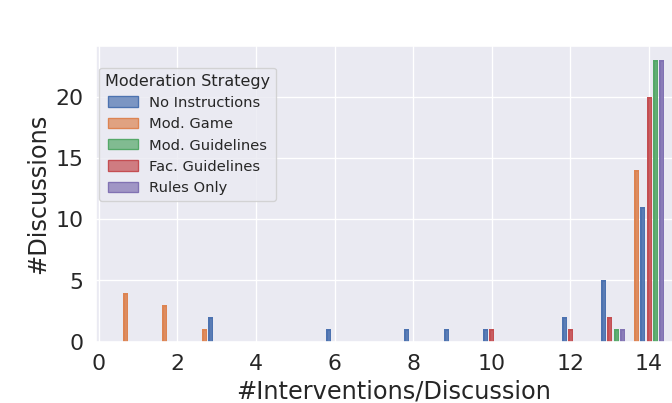 #Discussions
20
15
10
5
0
Moderation Strategy
No Instructions
Mod. Game
Mod. Guidelines
Fac. Guidelines
Rules Only
0 2 4 6 8 10 12 14
#Interventions/Discussion